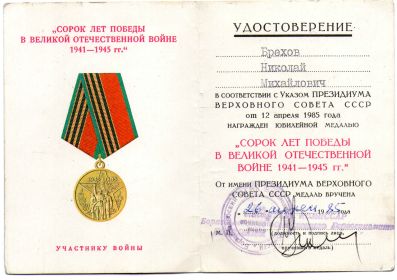 „СОРОК ЛЕТ ПОБЕДЫ
В ВЕЛИКОЙ ОТЕЧЕСТВЕННОЙ ВОЙНЕ
1941—1945 гг."
УЧАСТНИКУ ВОЙНЫ
УДОСТОВЕРЕНИЕ
Брехов
Николай
Михайлович
В СООТВЕТСТВИИ С УКАЗОМ ПРЕЗИДИУМА
ВЕРХОВНОГО СОВЕТА СССР
от 12 апреля 1985 года
НАГРАЖДЕН ЮБИЛЕЙНОЙ МЕДАЛЬЮ
„СОРОК ЛЕТ ПОБЕДЫ
В ВЕЛИКОЙ ОТЕЧЕСТВЕННОЙ
ВОЙНЕ 1941—1945 гг."
ОТ ИМЕНИ ПРЕЗИДИУМА ВЕРХОВНОГО
СОВЕТА СССР МЕДАЛЬ ВРУЧЕНА
1985 года
М. П.